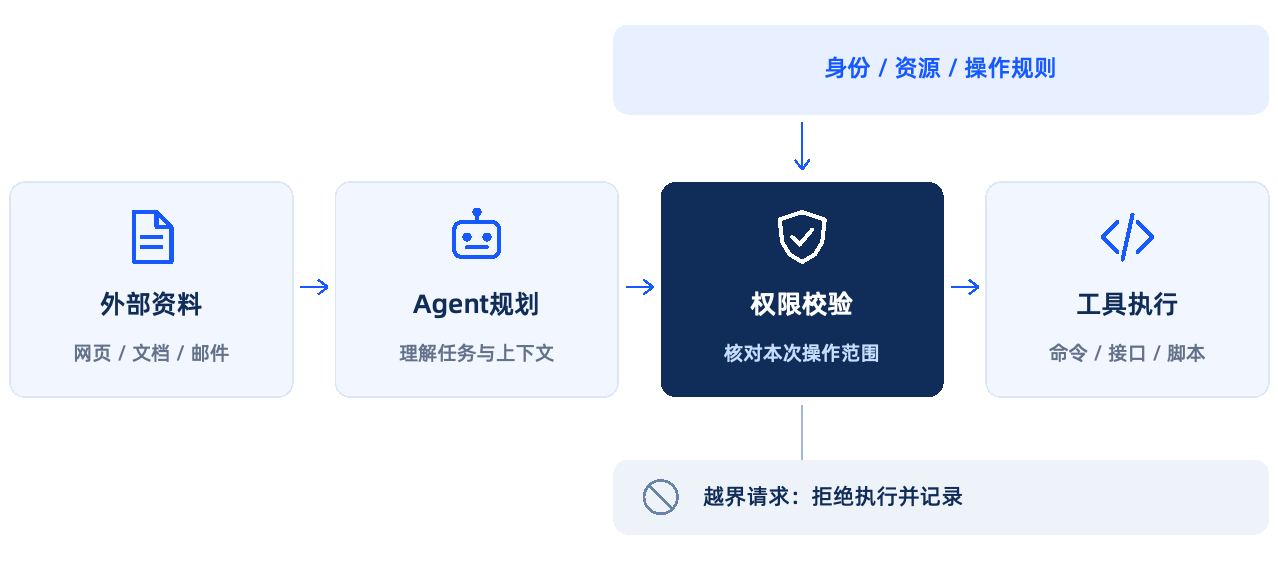 身份 / 资源 / 操作规则
外部资料
网页 / 文档 / 邮件
Agent规划
理解任务与上下文
权限校验
核对本次操作范围
工具执行
命令 / 接口 / 脚本
越界请求：拒绝执行并记录